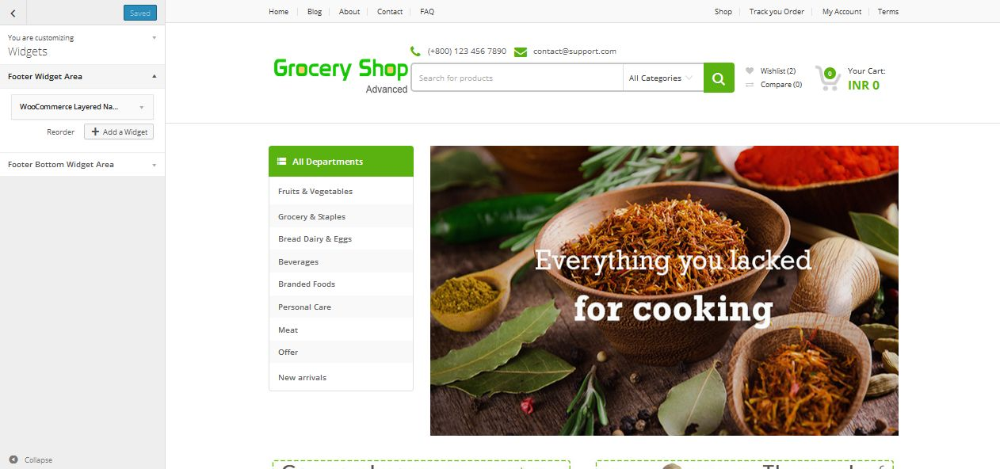 Saved
You are customizing
Widgets
Footer Widget Area
WooCommerce Layered Na...
Reorder
Add a Widget
Footer Bottom Widget Area
Collapse
Home Blog About Contact FAQ
Shop Track you Order My Account Terms
Grocery Shop
Advanced
(+800) 123 456 7890 contact@support.com
Search for products All Categories
Wishlist (2)
Compare (0)
0
Your Cart:
INR 0
All Departments
Fruits & Vegetables
Grocery & Staples
Bread Dairy & Eggs
Beverages
Branded Foods
Personal Care
Meat
Offer
New arrivals
Everything you lacked
for cooking